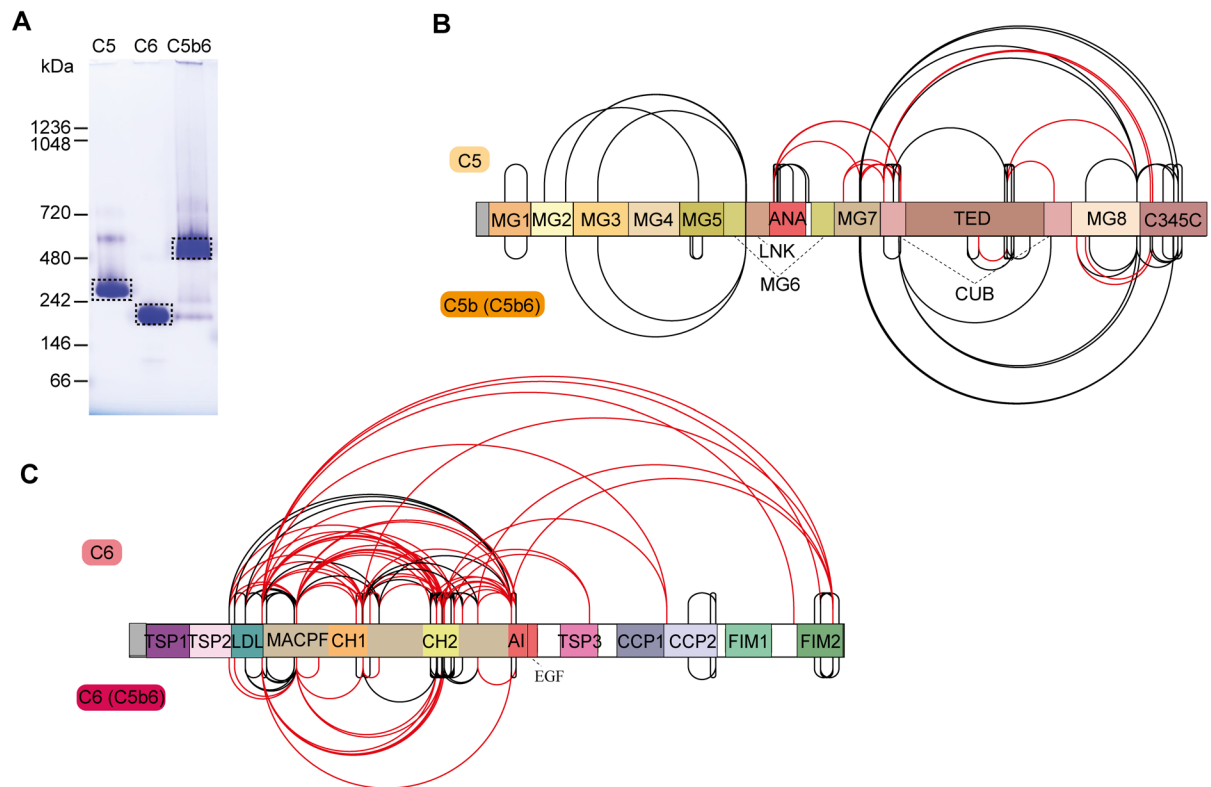 A
C5 C6 C5b6
kDa
1236
1048
720
480
242
146
66
B
C5
MG1 MG2 MG3 MG4 MG5 ANA MG7 TED MG8 C345C
LNK
MG6
CUB
C5b (C5b6)
C
C6
TSP1 TSP2 LDL MACPF CH1 CH2 AI TSP3 CCP1 CCP2 FIM1 FIM2
EGF
C6 (C5b6)